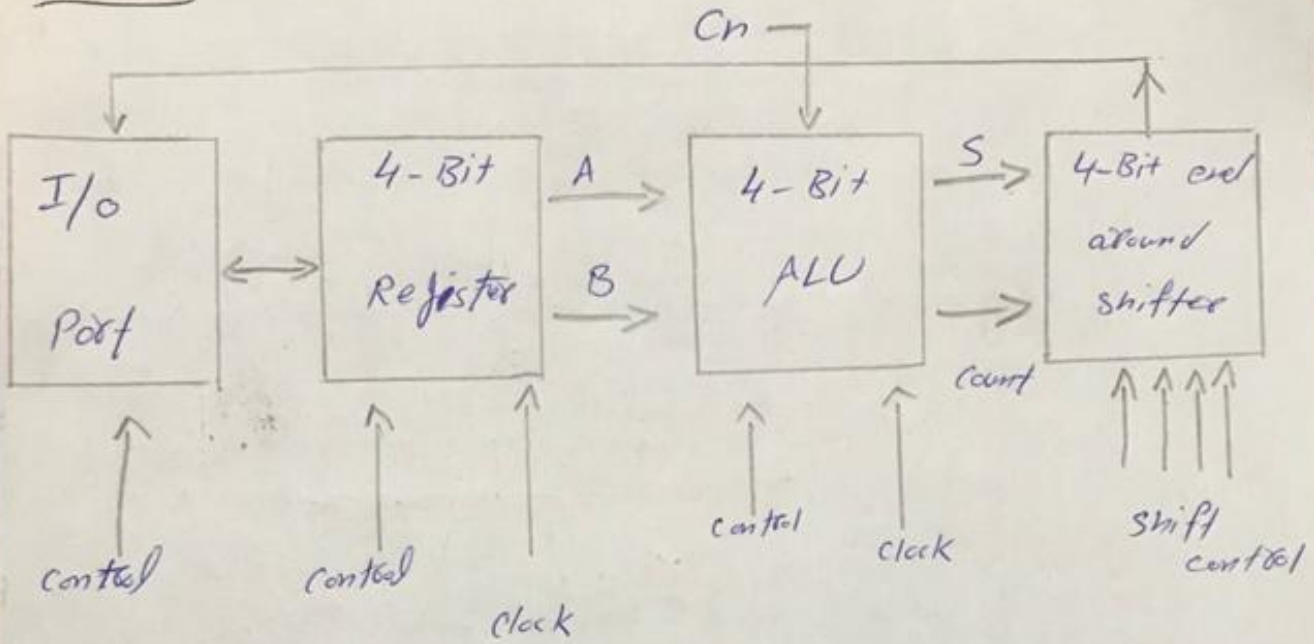 Cn
I/o
Port
4-Bit
Register
A
B
4-Bit
ALU
S
Count
4-Bit end
around
shifter
control
control
clock
control
clock
shift
control